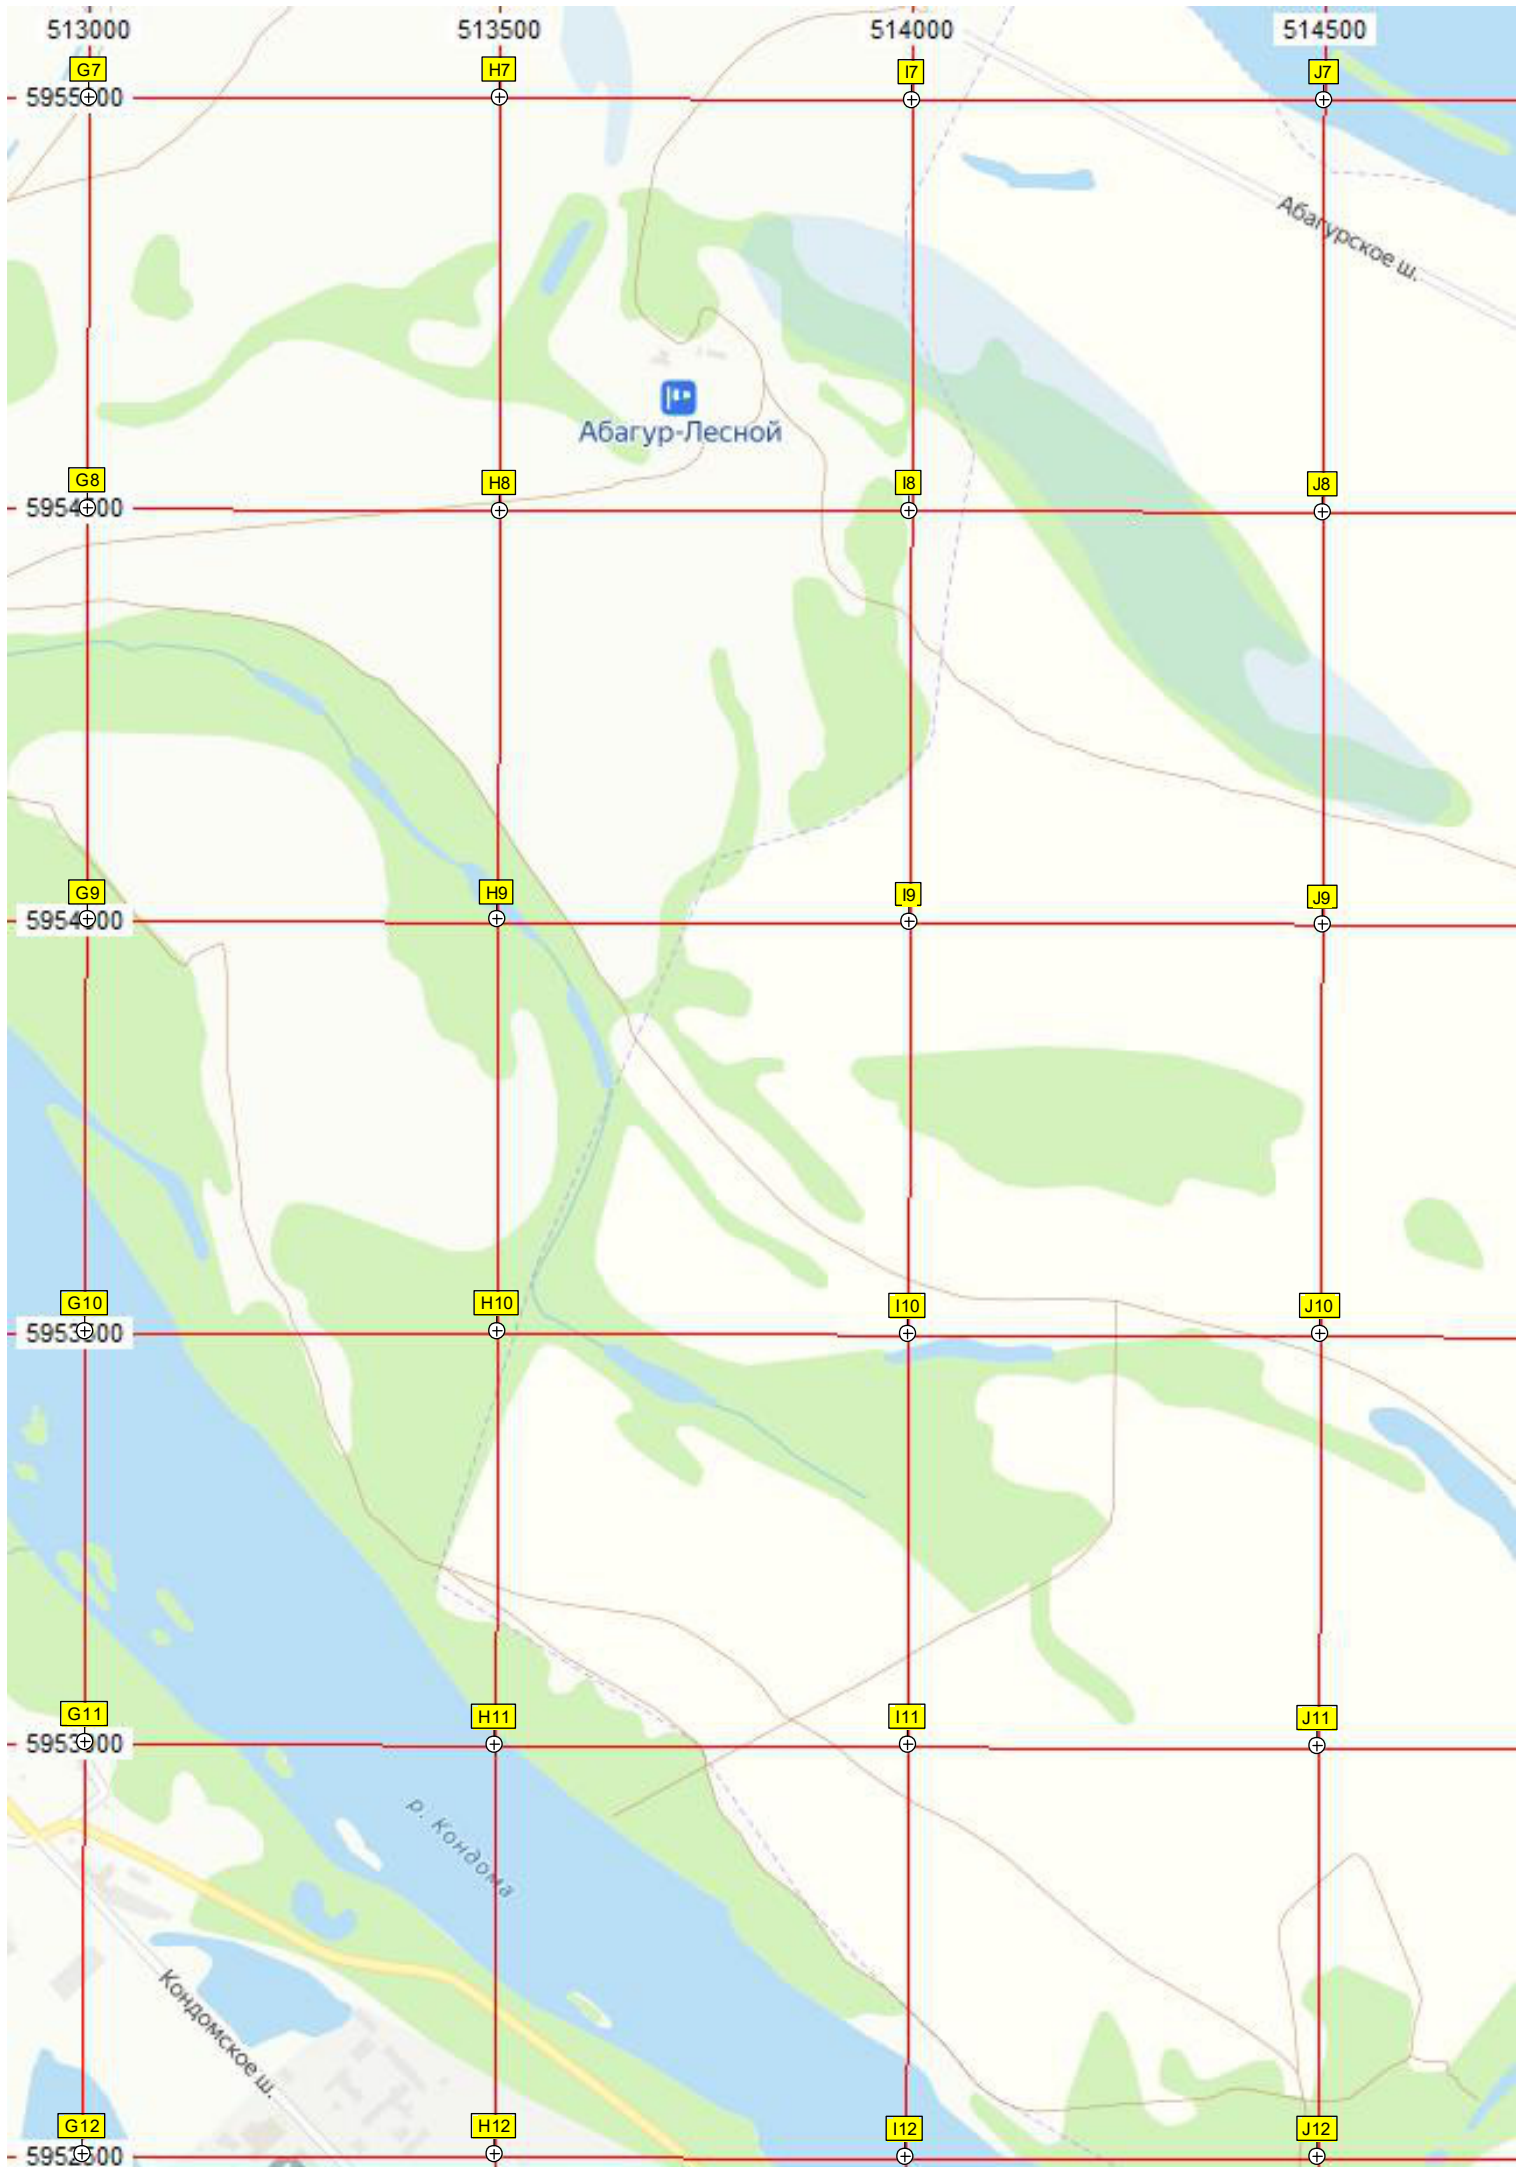 513000 513500 514000 514500
G7 H7 I7 J7
Абагурское ш.
Абагур-Лесной
G8 H8 I8 J8
G9 H9 I9 J9
G10 H10 I10 J10
G11 H11 I11 J11
р. Кондома
Кондомское ш.
G12 H12 I12 J12